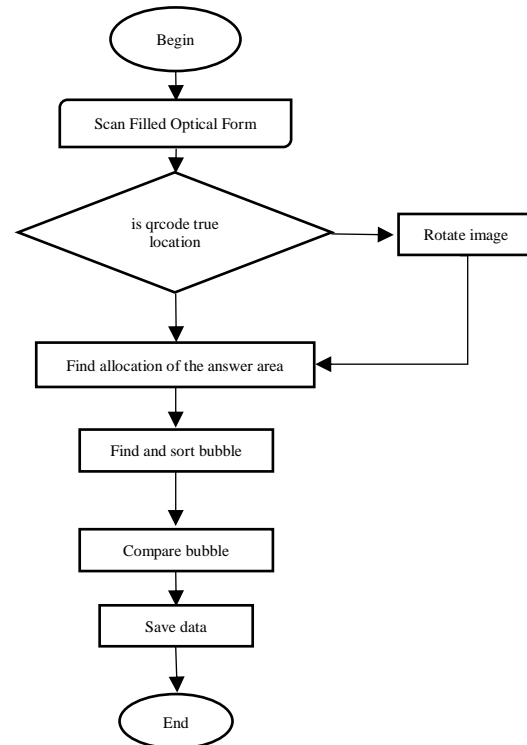 Begin
Scan Filled Optical Form
is qrcode true
location
Rotate image
Find allocation of the answer area
Find and sort bubble
Compare bubble
Save data
End